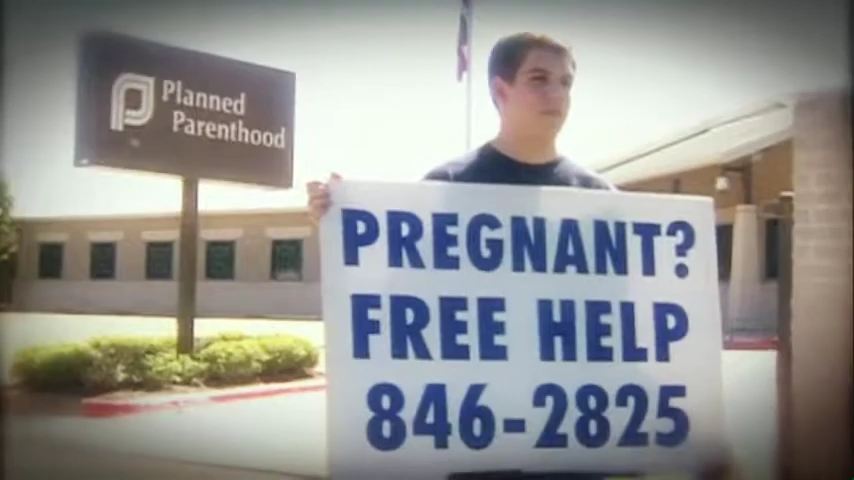 Planned
Parenthood
PREGNANT?
FREE HELP
846-2825